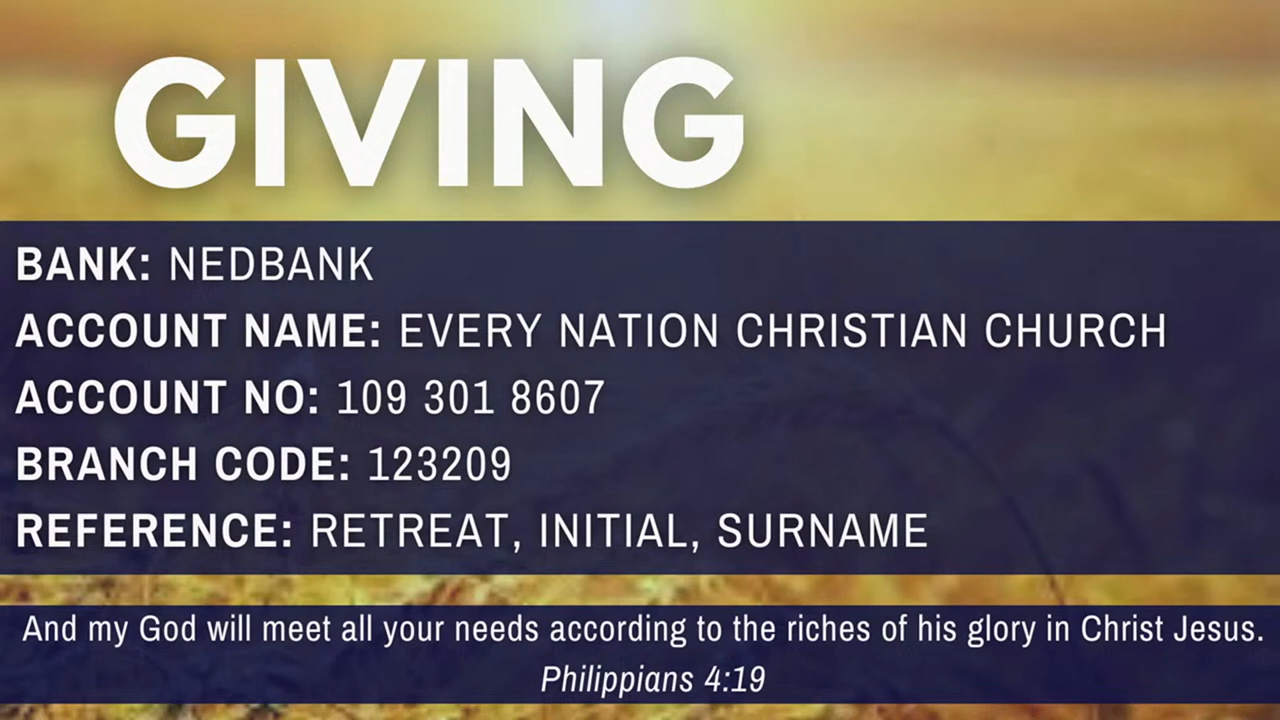 GIVING
BANK: NEDBANK
ACCOUNT NAME: EVERY NATION CHRISTIAN CHURCH
ACCOUNT NO: 109 301 8607
BRANCH CODE: 123209
REFERENCE: RETREAT, INITIAL, SURNAME
And my God will meet all your needs according to the riches of his glory in Christ Jesus.
Philippians 4:19